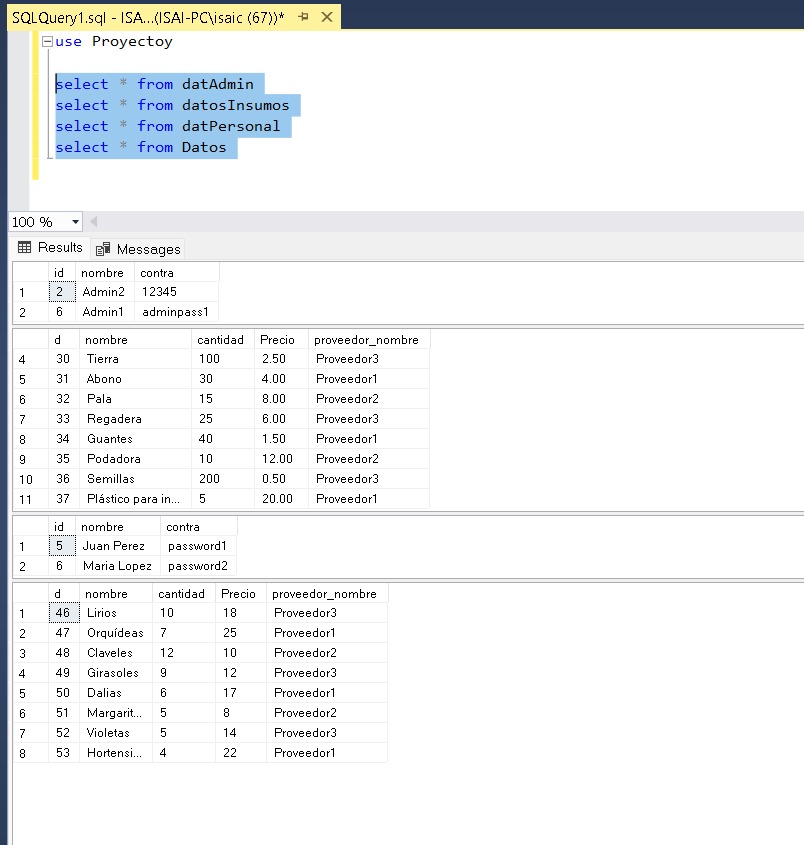 SQLQuery1.sql - ISA...(ISAI-PC\isaic (67))*
use Proyectoy
select * from datAdmin
select * from datosInsumos
select * from datPersonal
select * from Datos
100 %
Results Messages
id nombre contra
1 2 Admin2 12345
2 6 Admin1 adminpass1
d nombre cantidad Precio proveedor_nombre
4 30 Tierra 100 2.50 Proveedor3
5 31 Abono 30 4.00 Proveedor1
6 32 Pala 15 8.00 Proveedor2
7 33 Regadera 25 6.00 Proveedor3
8 34 Guantes 40 1.50 Proveedor1
9 35 Podadora 10 12.00 Proveedor2
10 36 Semillas 200 0.50 Proveedor3
11 37 Plástico para in... 5 20.00 Proveedor1
id nombre contra
1 5 Juan Perez password1
2 6 Maria Lopez password2
d nombre cantidad Precio proveedor_nombre
1 46 Lirios 10 18 Proveedor3
2 47 Orquídeas 7 25 Proveedor1
3 48 Claveles 12 10 Proveedor2
4 49 Girasoles 9 12 Proveedor3
5 50 Dalias 6 17 Proveedor1
6 51 Margarit... 5 8 Proveedor2
7 52 Violetas 5 14 Proveedor3
8 53 Hortensi... 4 22 Proveedor1